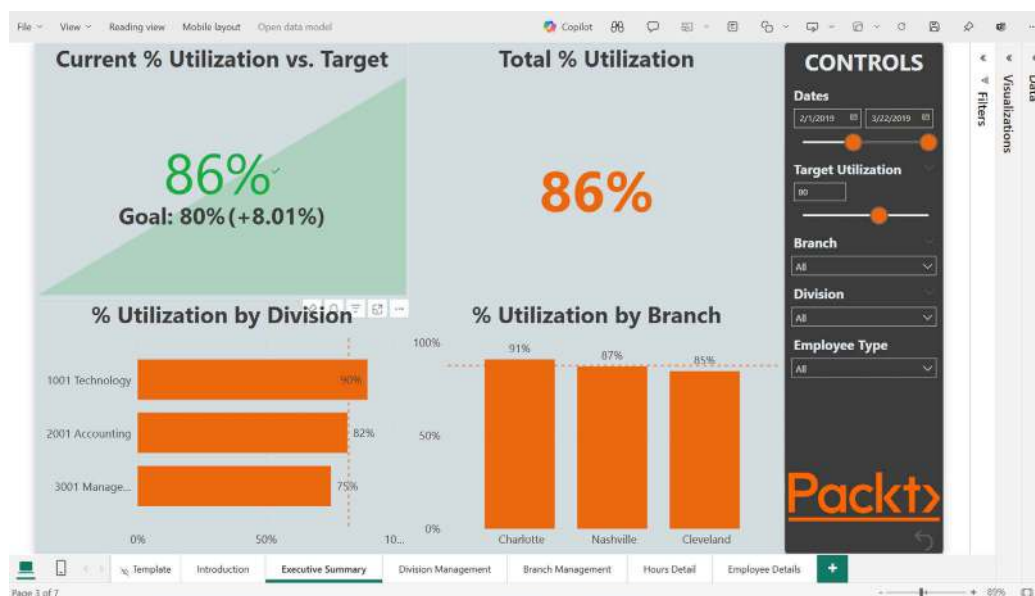 File View Reading view Mobile layout Open data model Copilot
Current % Utilization vs. Target
86%
Goal: 80% (+8.01%)
Total % Utilization
86%
% Utilization by Division
1001 Technology 90%
2001 Accounting 82%
3001 Manage... 75%
0% 50% 10...
% Utilization by Branch
100%
50%
0%
91% 87% 85%
Charlotte Nashville Cleveland
CONTROLS
Dates
2/1/2019 3/22/2019
Target Utilization
80
Branch
All
Division
All
Employee Type
All
Packt>
Filters
Visualizations
Data
Template Introduction Executive Summary Division Management Branch Management Hours Detail Employee Details +
Page 3 of 7 - + 89%